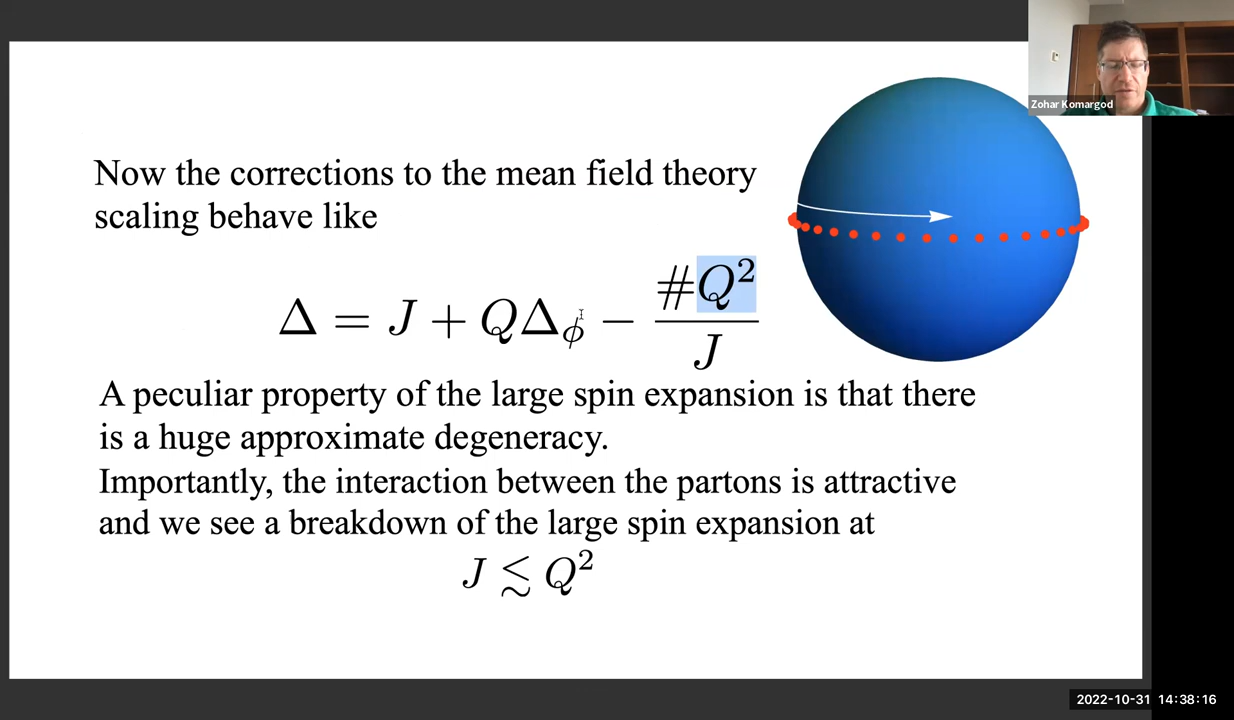 Zohar Komargod
Now the corrections to the mean field theory
scaling behave like
Δ = J + QΔ_ϕ − #Q²/J
A peculiar property of the large spin expansion is that there
is a huge approximate degeneracy.
Importantly, the interaction between the partons is attractive
and we see a breakdown of the large spin expansion at
J ≲ Q²
2022-10-31 14:38:16